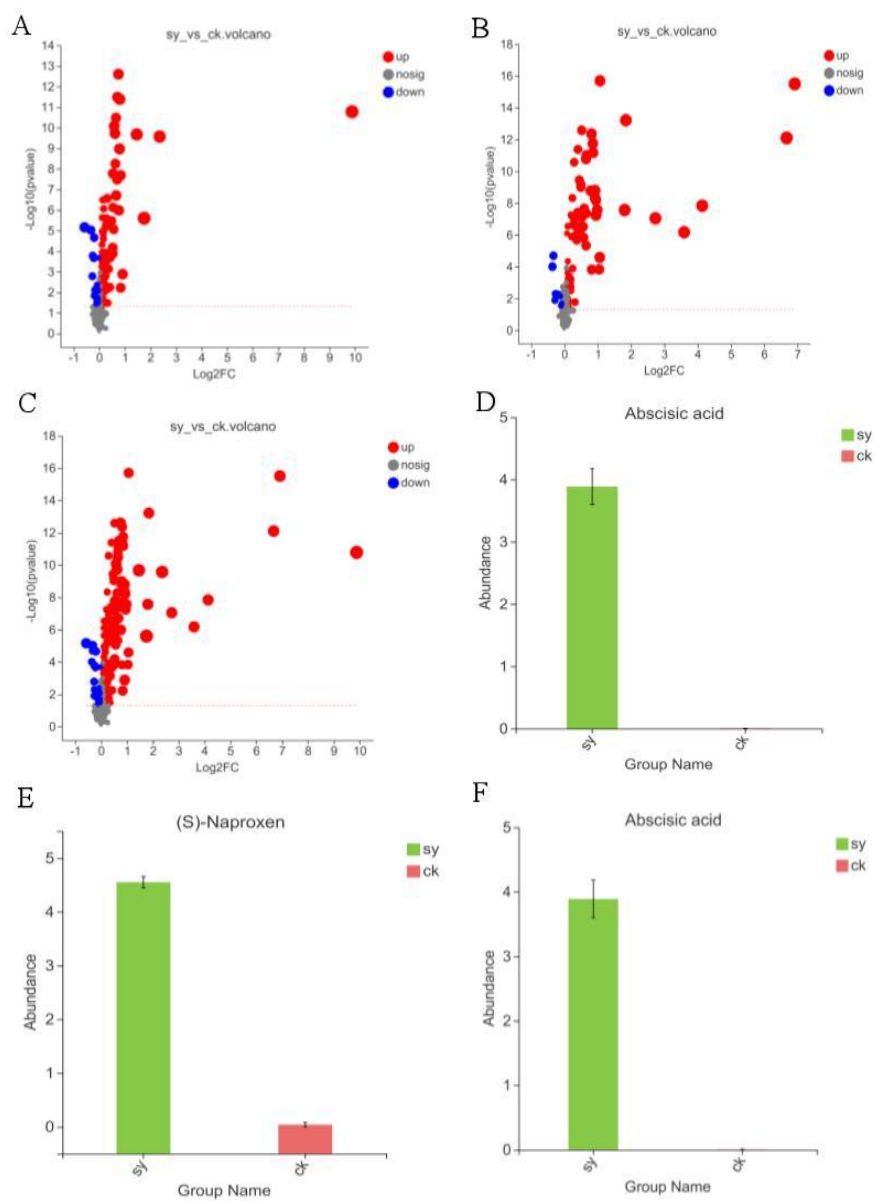 A
sy_vs_ck.volcano
14
13
12
11
10
9
8
7
6
5
4
3
2
1
0
-Log10(pvalue)
-1 0 1 2 3 4 5 6 7 8 9 10
Log2FC
up
nosig
down
B
sy_vs_ck.volcano
18
16
14
12
10
8
6
4
2
0
-Log10(pvalue)
-1 0 1 2 3 4 5 6 7
Log2FC
up
nosig
down
C
sy_vs_ck.volcano
18
16
14
12
10
8
6
4
2
0
-Log10(pvalue)
-1 0 1 2 3 4 5 6 7 8 9 10
Log2FC
up
nosig
down
D
Abscisic acid
5
4
3
2
1
0
Abundance
sy ck
Group Name
sy
ck
E
(S)-Naproxen
5
4
3
2
1
0
Abundance
sy ck
Group Name
sy
ck
F
Abscisic acid
5
4
3
2
1
0
Abundance
sy ck
Group Name
sy
ck